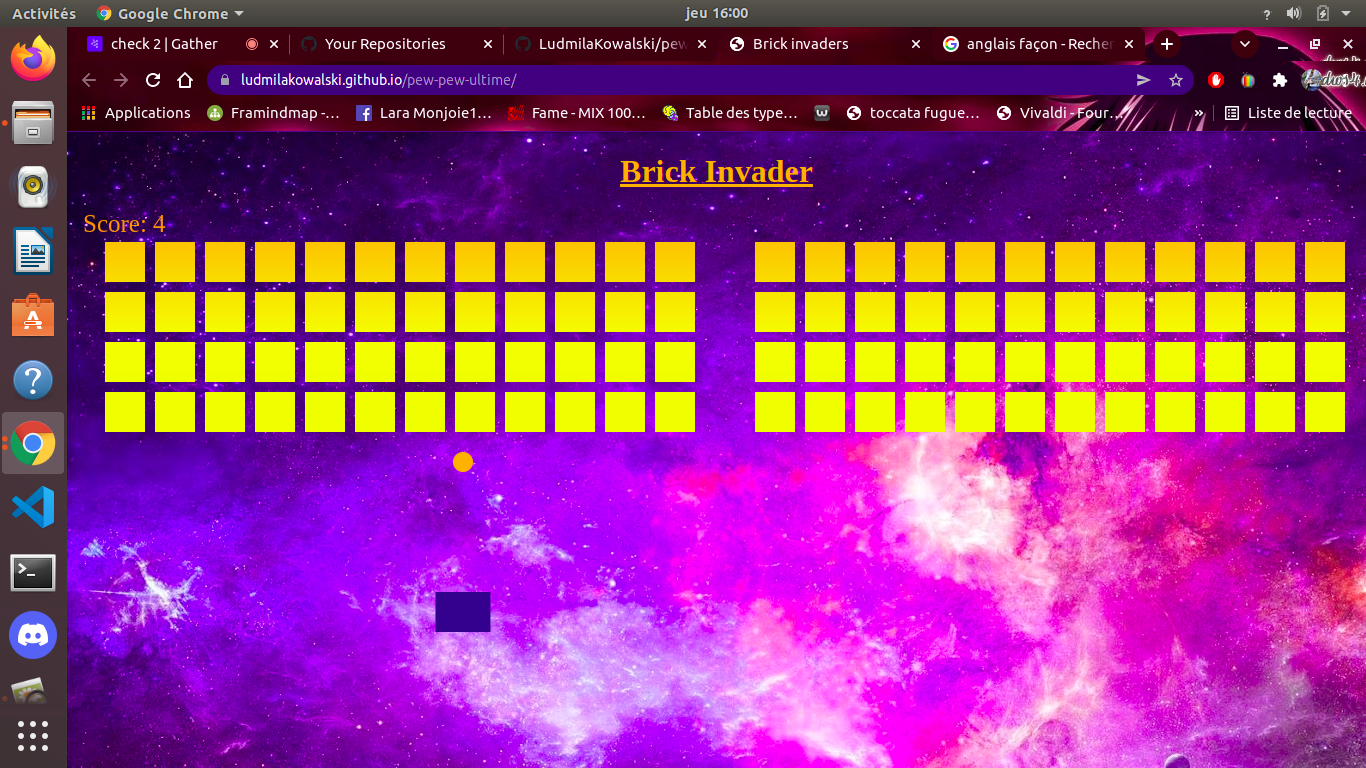 Activités Google Chrome jeu 16:00 ?
check 2 | Gather Your Repositories LudmilaKowalski/pew Brick invaders anglais façon - Recher
ludmilakowalski.github.io/pew-pew-ultime/
Applications Framindmap -… Lara Monjoie1… Fame - MIX 100… Table des type… W toccata fugue… Vivaldi - Four… » Liste de lecture
Brick Invader
Score: 4